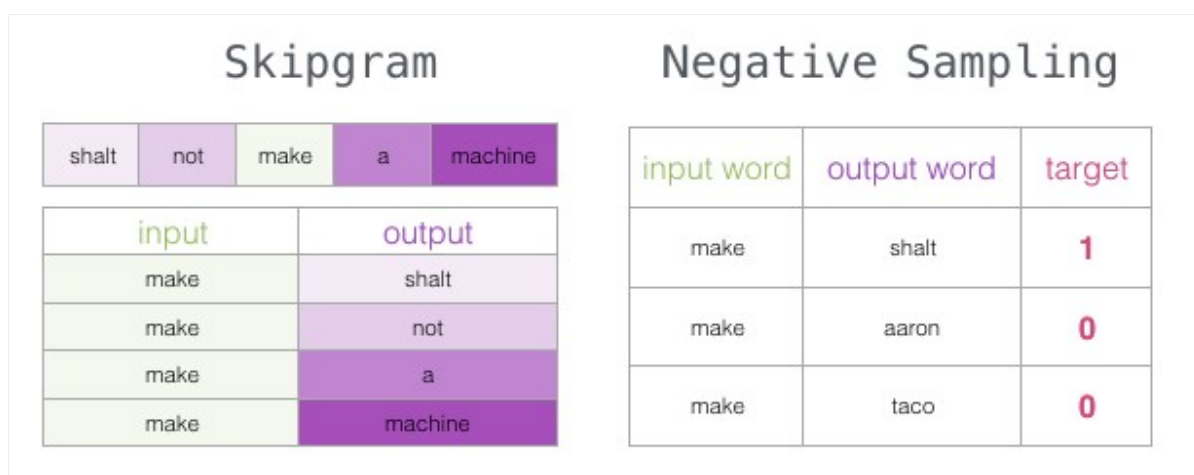 Skipgram
shalt not make a machine
input output
make shalt
make not
make a
make machine
Negative Sampling
input word output word target
make shalt 1
make aaron 0
make taco 0